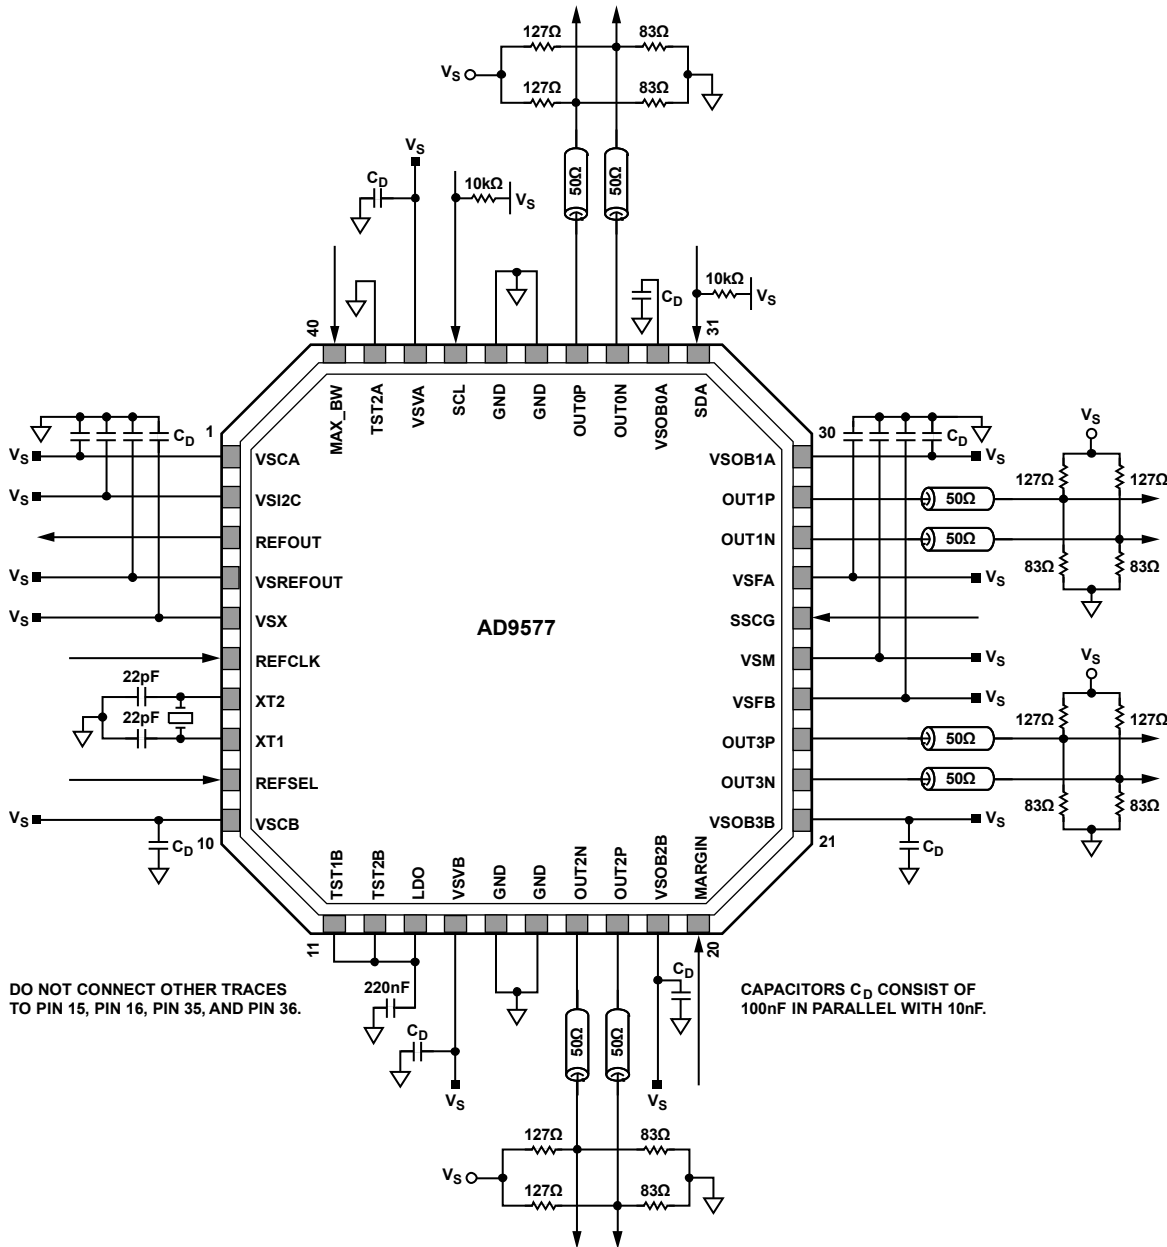 127Ω 83Ω
VS
127Ω 83Ω
VS
CD
10kΩ
VS
50Ω 50Ω
CD
10kΩ
VS
40 31
MAX_BW TST2A VSVA SCL GND GND OUT0P OUT0N VSOB0A SDA
1 30
CD
VS VSCA
VS VSI2C
REFOUT
VS VSREFOUT
VS VSX
REFCLK
22pF
XT2
22pF
XT1
REFSEL
VS VSCB
10
CD
AD9577
CD
VSOB1A VS
OUT1P 50Ω
OUT1N 50Ω
VSFA VS
SSCG
VSM VS
VSFB VS
OUT3P 50Ω
OUT3N 50Ω
VSOB3B VS
21
CD
VS
127Ω 127Ω
83Ω 83Ω
VS
127Ω 127Ω
83Ω 83Ω
TST1B TST2B LDO VSVB GND GND OUT2N OUT2P VSOB2B MARGIN
11 20
220nF
CD
VS
50Ω 50Ω
CD
VS
DO NOT CONNECT OTHER TRACES
TO PIN 15, PIN 16, PIN 35, AND PIN 36.
CAPACITORS CD CONSIST OF
100nF IN PARALLEL WITH 10nF.
127Ω 83Ω
VS
127Ω 83Ω